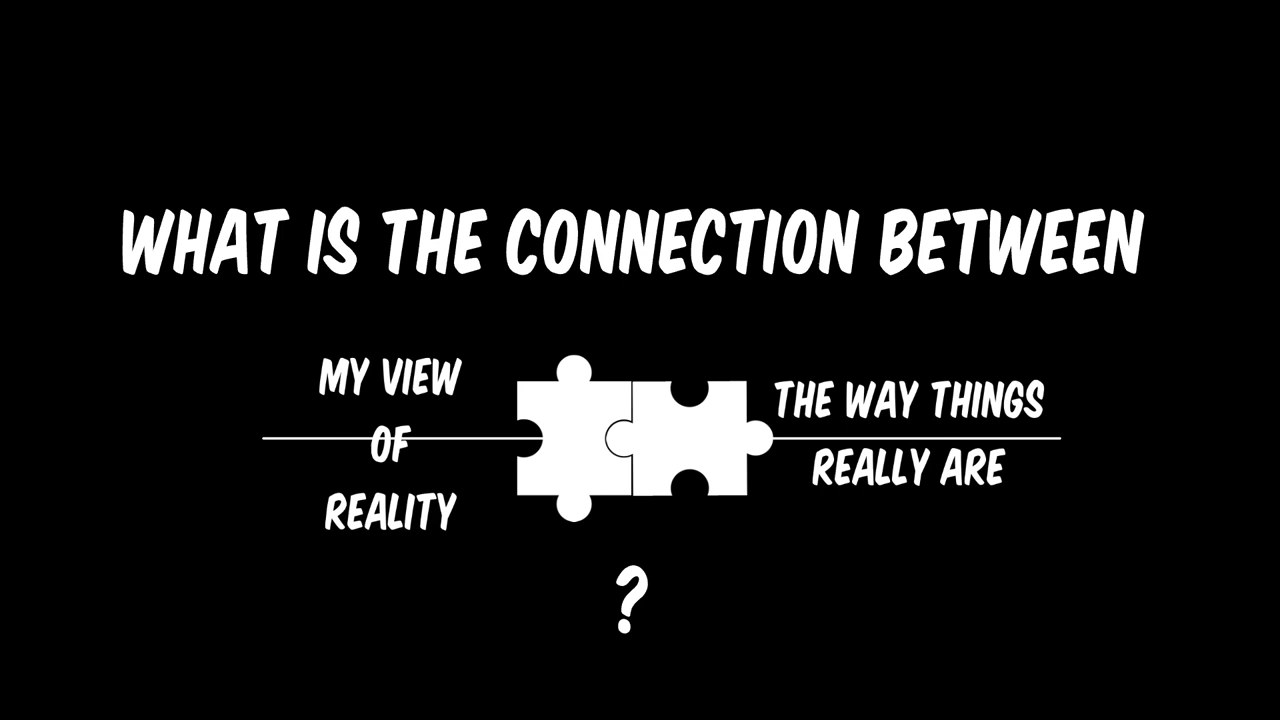 WHAT IS THE CONNECTION BETWEEN
MY VIEW
OF
REALITY
THE WAY THINGS
REALLY ARE
?